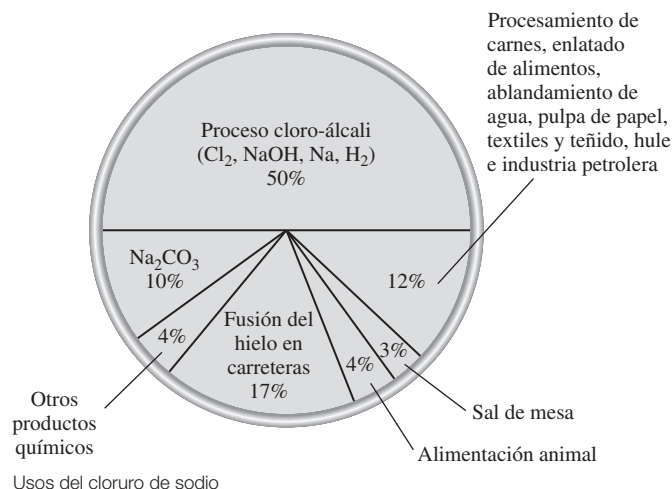 Procesamiento de
carnes, enlatado
de alimentos,
ablandamiento de
agua, pulpa de papel,
textiles y teñido, hule
e industria petrolera
Proceso cloro-álcali
(Cl₂, NaOH, Na, H₂)
50%
Na₂CO₃
10%
12%
4%
Fusión del
hielo en
carreteras
17%
4%
3%
Otros
productos
químicos
Sal de mesa
Alimentación animal
Usos del cloruro de sodio